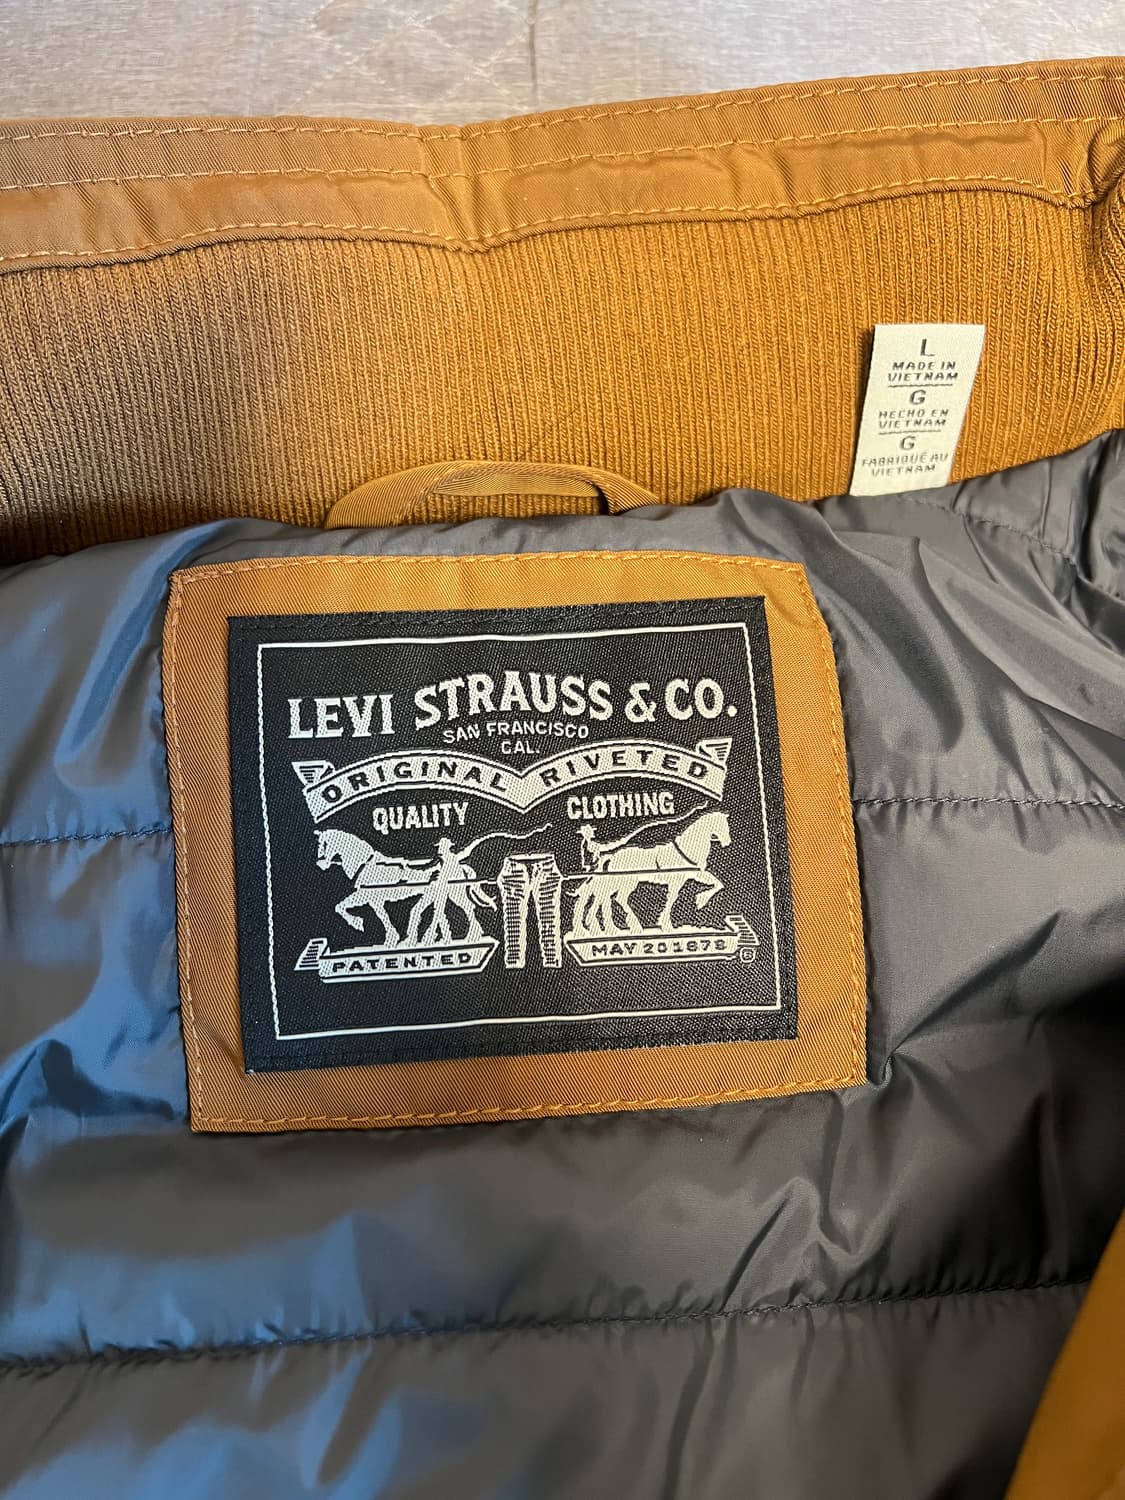 L
MADE IN
VIETNAM
G
HECHO EN
VIETNAM
G
FABRIQUÉ AU
VIETNAM
LEVI STRAUSS & CO.
SAN FRANCISCO
CAL.
ORIGINAL RIVETED
QUALITY CLOTHING
PATENTED MAY 20 1873 ®